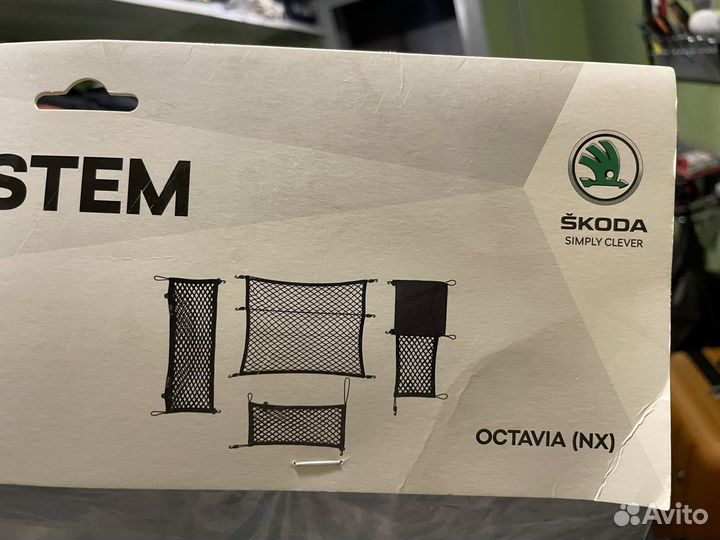 STEM
ŠKODA
SIMPLY CLEVER
OCTAVIA (NX)
Avito